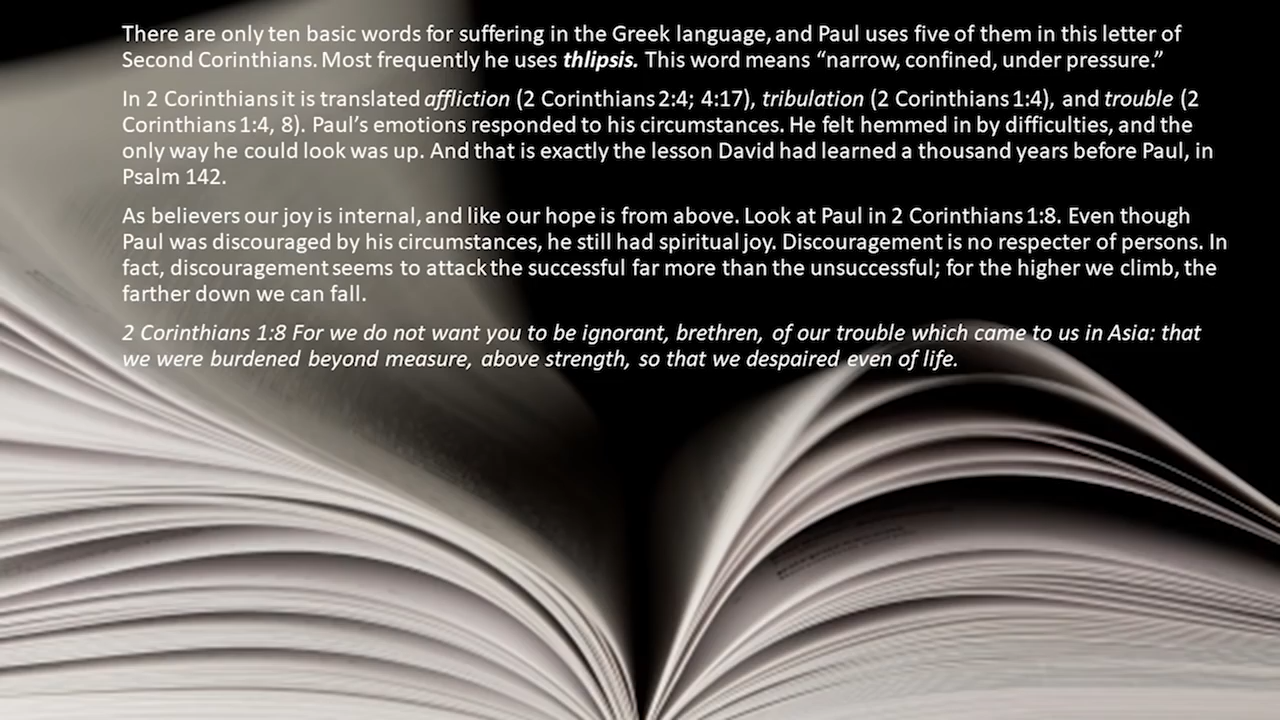 There are only ten basic words for suffering in the Greek language, and Paul uses five of them in this letter of
Second Corinthians. Most frequently he uses thlipsis. This word means “narrow, confined, under pressure.”
In 2 Corinthians it is translated affliction (2 Corinthians 2:4; 4:17), tribulation (2 Corinthians 1:4), and trouble (2
Corinthians 1:4, 8). Paul’s emotions responded to his circumstances. He felt hemmed in by difficulties, and the
only way he could look was up. And that is exactly the lesson David had learned a thousand years before Paul, in
Psalm 142.
As believers our joy is internal, and like our hope is from above. Look at Paul in 2 Corinthians 1:8. Even though
Paul was discouraged by his circumstances, he still had spiritual joy. Discouragement is no respecter of persons. In
fact, discouragement seems to attack the successful far more than the unsuccessful; for the higher we climb, the
farther down we can fall.
2 Corinthians 1:8 For we do not want you to be ignorant, brethren, of our trouble which came to us in Asia: that
we were burdened beyond measure, above strength, so that we despaired even of life.